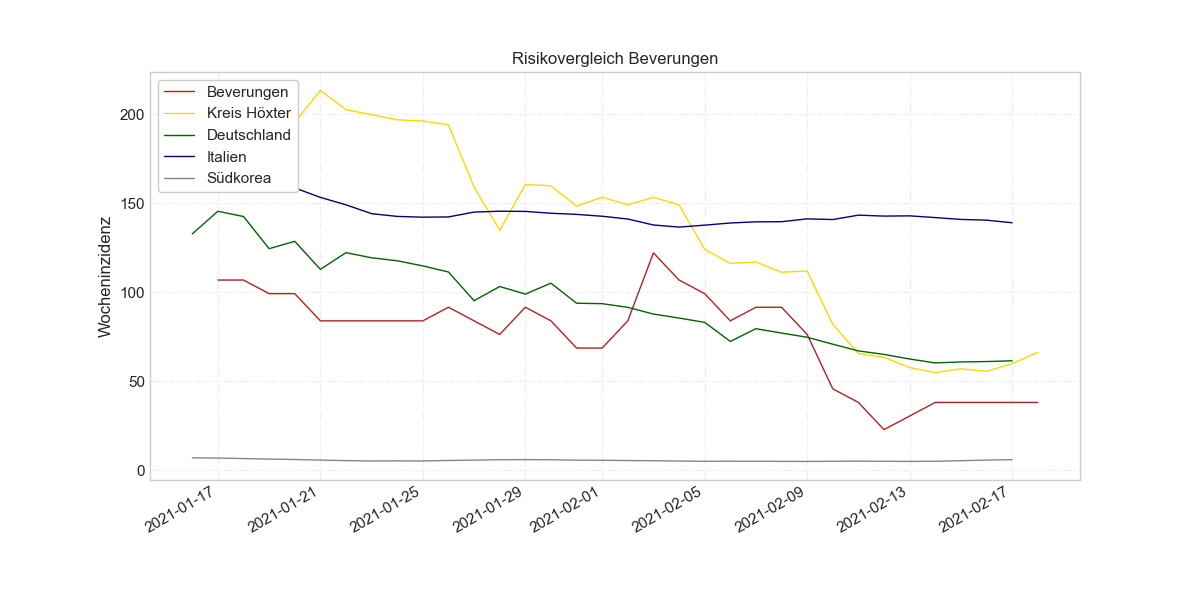 Risikovergleich Beverungen
Beverungen
Kreis Höxter
Deutschland
Italien
Südkorea
Wocheninzidenz
200
150
100
50
0
2021-01-17
2021-01-21
2021-01-25
2021-01-29
2021-02-01
2021-02-05
2021-02-09
2021-02-13
2021-02-17